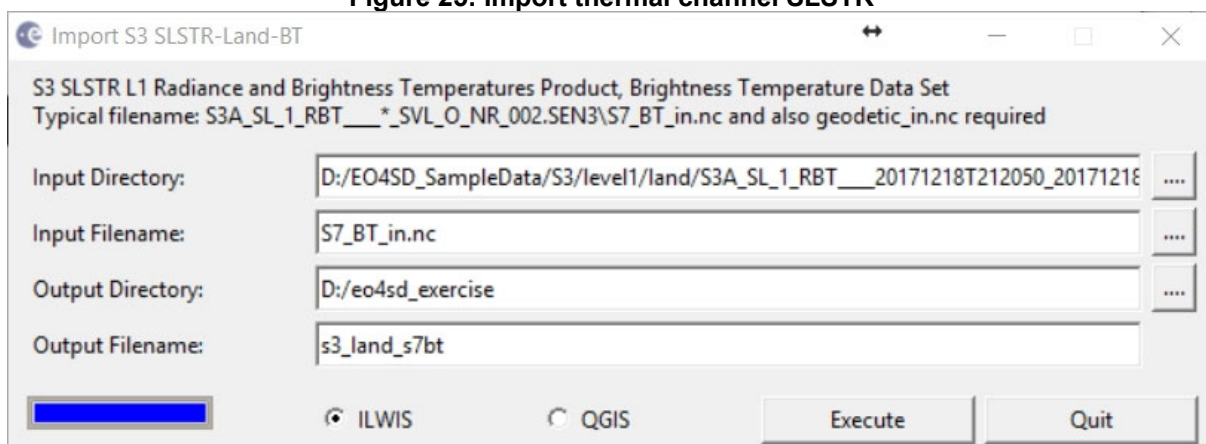 Figure 25: Import thermal channel SLSTR
Import S3 SLSTR-Land-BT
S3 SLSTR L1 Radiance and Brightness Temperatures Product, Brightness Temperature Data Set
Typical filename: S3A_SL_1_RBT____*_SVL_O_NR_002.SEN3\S7_BT_in.nc and also geodetic_in.nc required
Input Directory: D:/EO4SD_SampleData/S3/level1/land/S3A_SL_1_RBT____20171218T212050_20171218 ....
Input Filename: S7_BT_in.nc ....
Output Directory: D:/eo4sd_exercise ....
Output Filename: s3_land_s7bt
ILWIS QGIS Execute Quit